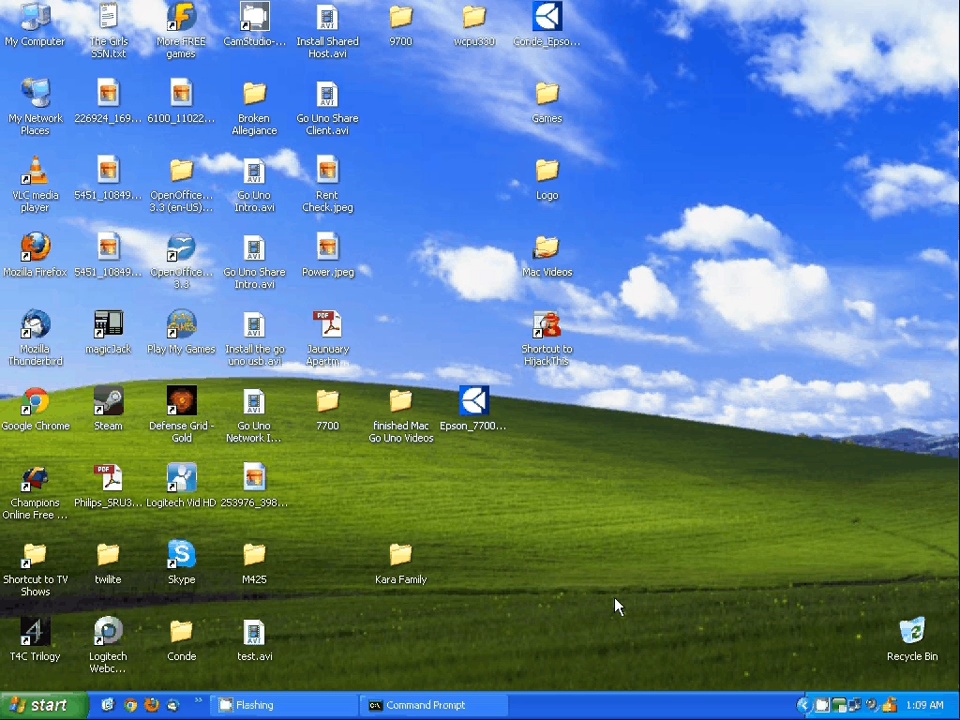 My Computer
The Girls
SSN.txt
More FREE
games
CamStudio-...
Install Shared
Host.avi
9700
wcpu330
Conde_Epso...
My Network
Places
226924_169...
6100_11022...
Broken
Allegiance
Go Uno Share
Client.avi
Games
VLC media
player
5451_10849...
OpenOffice...
3.3 (en-US)...
Go Uno
Intro.avi
Rent
Check.jpeg
Logo
Mozilla Firefox
5451_10849...
OpenOffice...
3.3
Go Uno Share
Intro.avi
Power.jpeg
Mac Videos
Mozilla
Thunderbird
magicJack
Play My Games
Install the go
uno usb.avi
Jaunuary
Apartm...
Shortcut to
HijackThis
Google Chrome
Steam
Defense Grid -
Gold
Go Uno
Network I...
7700
finished Mac
Go Uno Videos
Epson_7700...
Champions
Online Free ...
Philips_SRU3...
Logitech Vid HD
253976_398...
Shortcut to TV
Shows
twilite
Skype
M425
Kara Family
T4C Trilogy
Logitech
Webc...
Conde
test.avi
Recycle Bin
start
Flashing
Command Prompt
1:09 AM